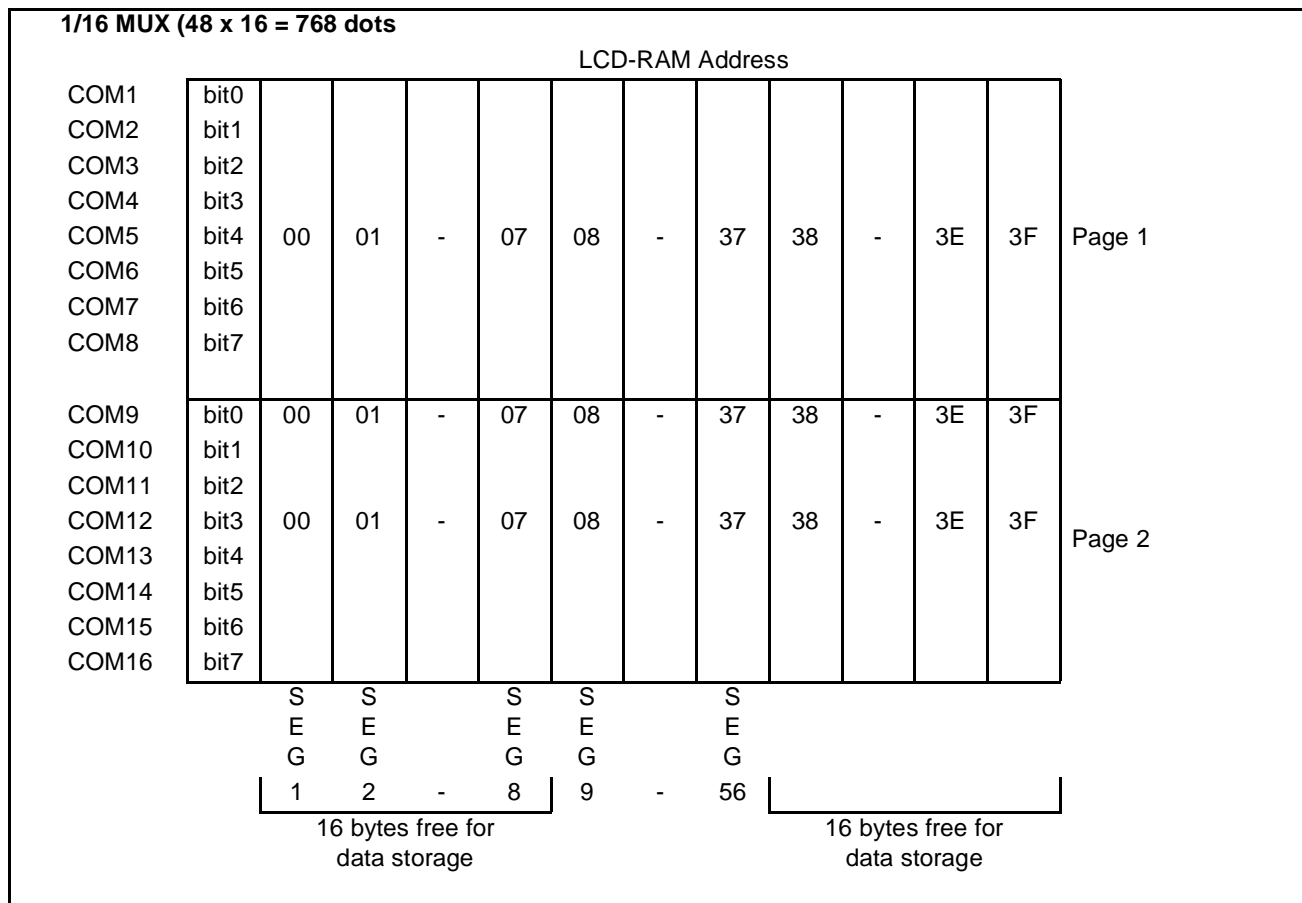 1/16 MUX (48 x 16 = 768 dots
LCD-RAM Address
COM1 bit0
COM2 bit1
COM3 bit2
COM4 bit3
COM5 bit4 00 01 - 07 08 - 37 38 - 3E 3F Page 1
COM6 bit5
COM7 bit6
COM8 bit7
COM9 bit0 00 01 - 07 08 - 37 38 - 3E 3F
COM10 bit1
COM11 bit2
COM12 bit3 00 01 - 07 08 - 37 38 - 3E 3F
Page 2
COM13 bit4
COM14 bit5
COM15 bit6
COM16 bit7
S S S S S
E E E E E
G G G G G
1 2 - 8 9 - 56
16 bytes free for 16 bytes free for
data storage data storage